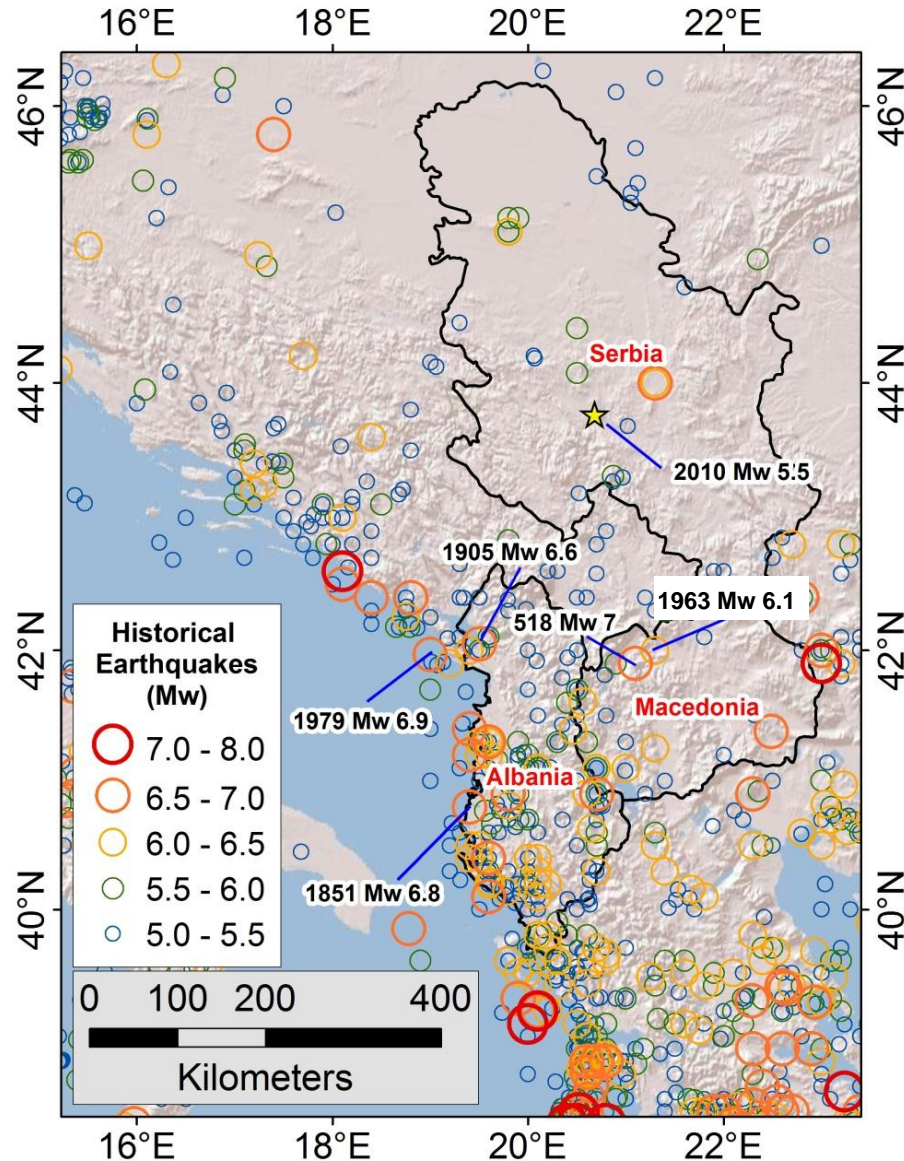 16°E 18°E 20°E 22°E
46°N 46°N
Serbia
44°N 44°N
2010 Mw 5.5
1905 Mw 6.6
518 Mw 7
1963 Mw 6.1
42°N 42°N
1979 Mw 6.9
Macedonia
Albania
1851 Mw 6.8
40°N 40°N
Historical
Earthquakes
(Mw)
7.0 - 8.0
6.5 - 7.0
6.0 - 6.5
5.5 - 6.0
5.0 - 5.5
0 100 200 400
Kilometers
16°E 18°E 20°E 22°E